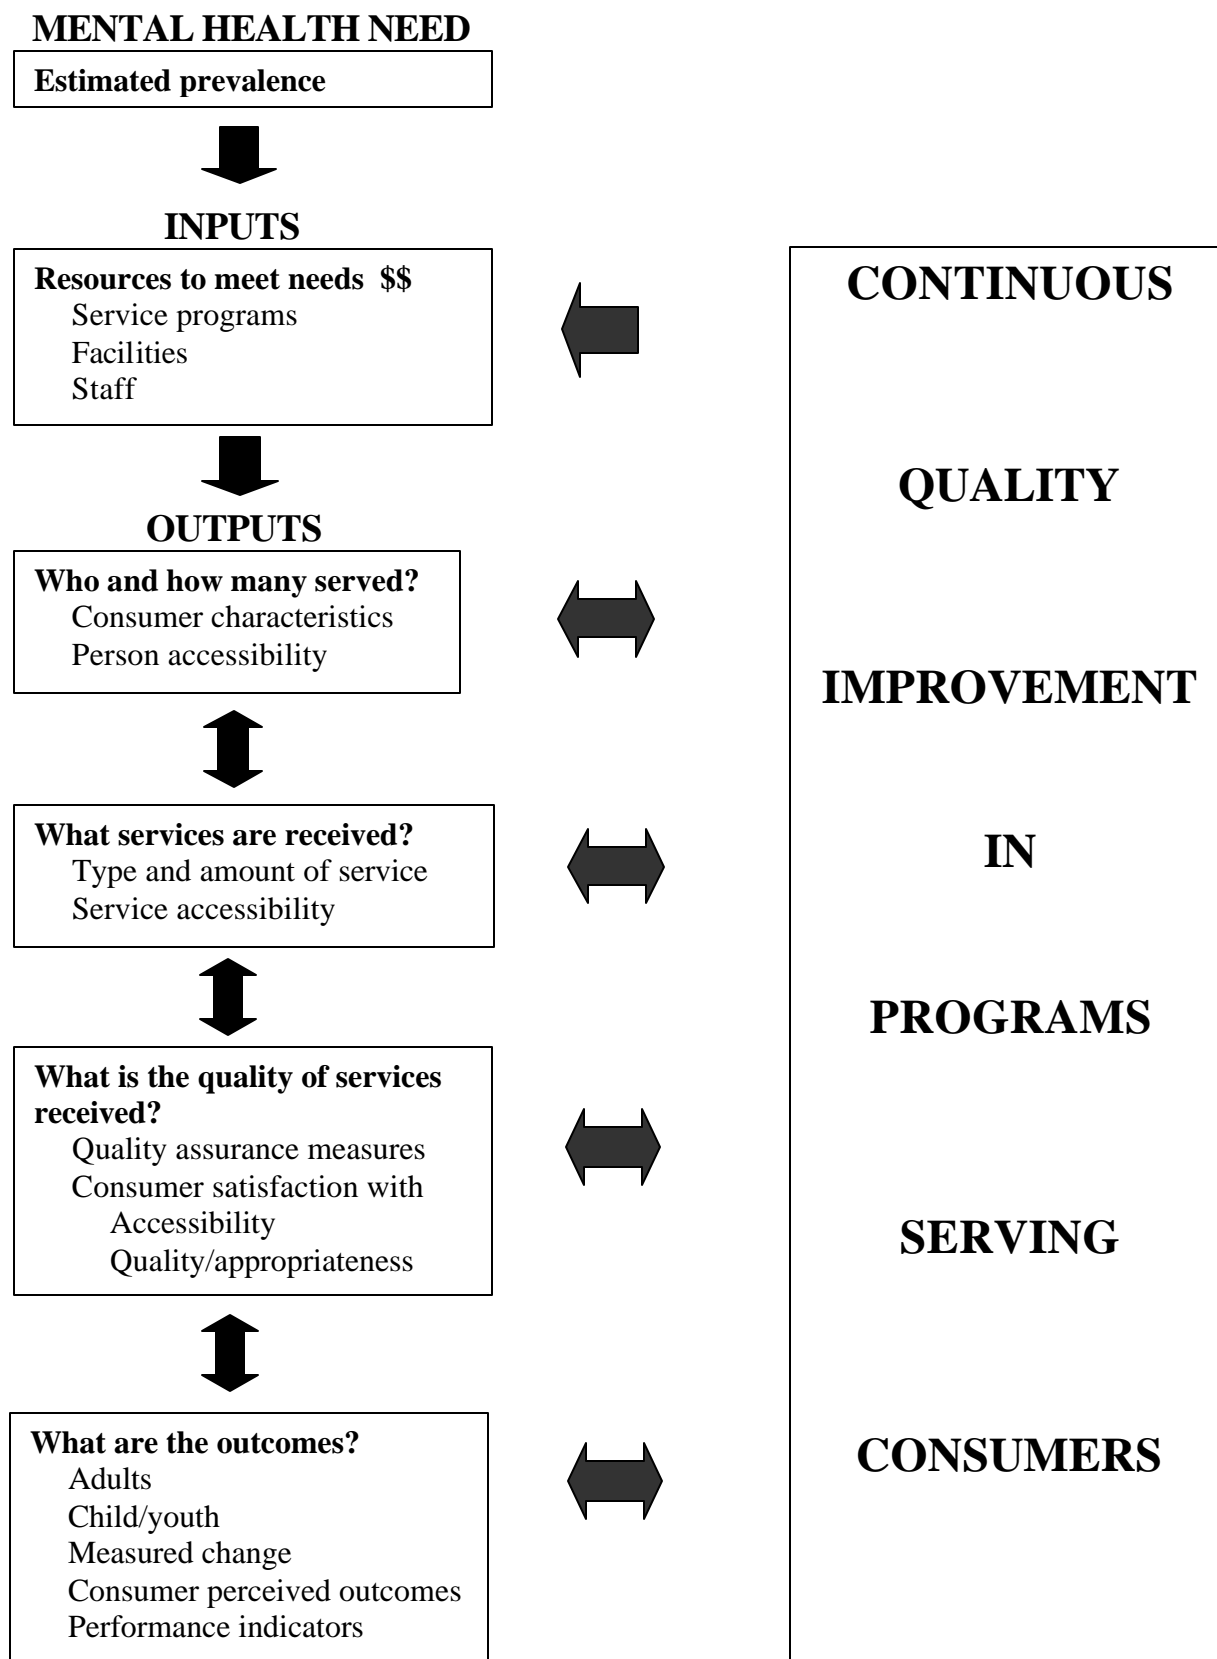 MENTAL HEALTH NEED
Estimated prevalence
INPUTS
Resources to meet needs  $$
Service programs
Facilities
Staff
OUTPUTS
Who and how many served?
Consumer characteristics
Person accessibility
What services are received?
Type and amount of service
Service accessibility
What is the quality of services
received?
Quality assurance measures
Consumer satisfaction with
Accessibility
Quality/appropriateness
What are the outcomes?
Adults
Child/youth
Measured change
Consumer perceived outcomes
Performance indicators
CONTINUOUS
QUALITY
IMPROVEMENT
IN
PROGRAMS
SERVING
CONSUMERS